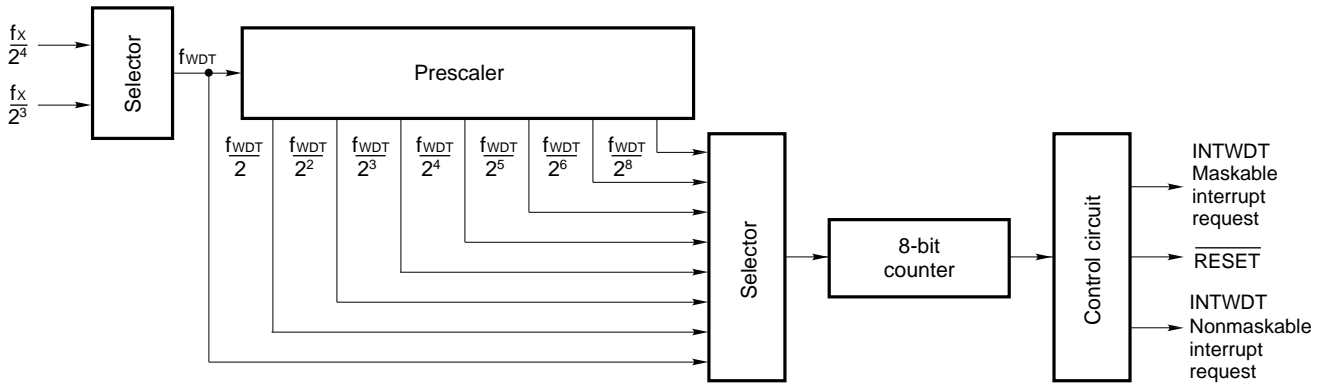 fX
2⁴
fX
2³
Selector
fWDT
Prescaler
fWDT
2
fWDT
2²
fWDT
2³
fWDT
2⁴
fWDT
2⁵
fWDT
2⁶
fWDT
2⁸
Selector
8-bit
counter
Control circuit
INTWDT
Maskable
interrupt
request
RESET
INTWDT
Nonmaskable
interrupt
request